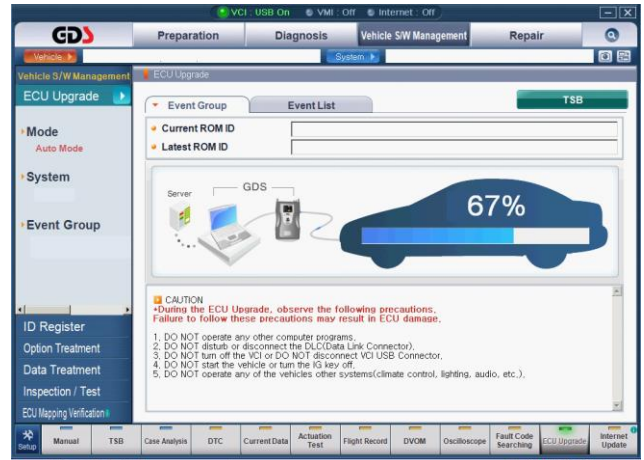 VCI : USB On VMI : Off Internet : Off
GDS Preparation Diagnosis Vehicle S/W Management Repair
Vehicle System
Vehicle S/W Management ECU Upgrade
ECU Upgrade
Event Group Event List TSB
Current ROM ID
Latest ROM ID
Mode
Auto Mode
System
Event Group
Server GDS
67%
CAUTION
•During the ECU Upgrade, observe the following precautions.
Failure to follow these precautions may result in ECU damage.
1. DO NOT operate any other computer programs.
2. DO NOT distub or disconnect the DLC(Data Link Connector).
3. DO NOT turn off the VCI or DO NOT disconnect VCI USB Connector.
4. DO NOT start the vehicle or turn the IG key off.
5. DO NOT operate any of the vehicles other systems(climate control, lighting, audio, etc.).
ID Register
Option Treatment
Data Treatment
Inspection / Test
ECU Mapping Verification
Setup Manual TSB Case Analysis DTC Current Data Actuation Test Flight Record DVOM Oscilloscope Fault Code Searching ECU Upgrade Internet Update